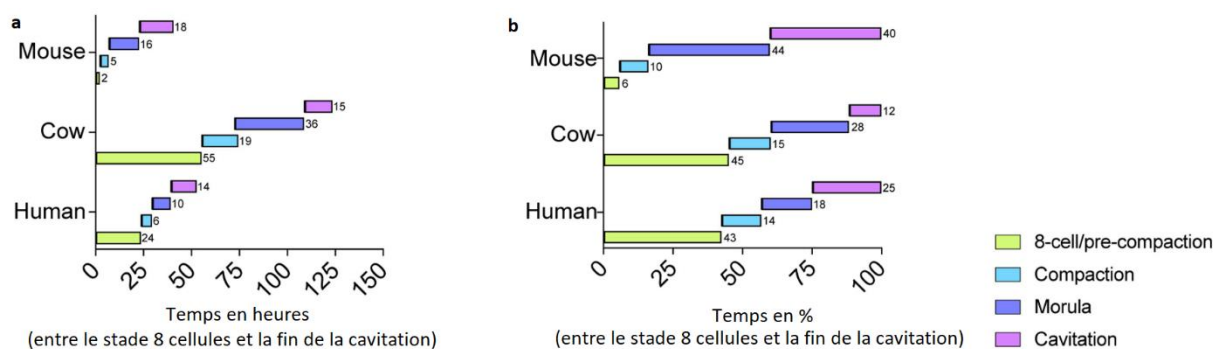 a
Mouse
18
16
5
2
Cow
15
36
19
55
Human
14
10
6
24
0
25
50
75
100
125
150
Temps en heures
(entre le stade 8 cellules et la fin de la cavitation)
b
Mouse
40
44
10
6
Cow
12
28
15
45
Human
25
18
14
43
0
50
100
Temps en %
(entre le stade 8 cellules et la fin de la cavitation)
8-cell/pre-compaction
Compaction
Morula
Cavitation